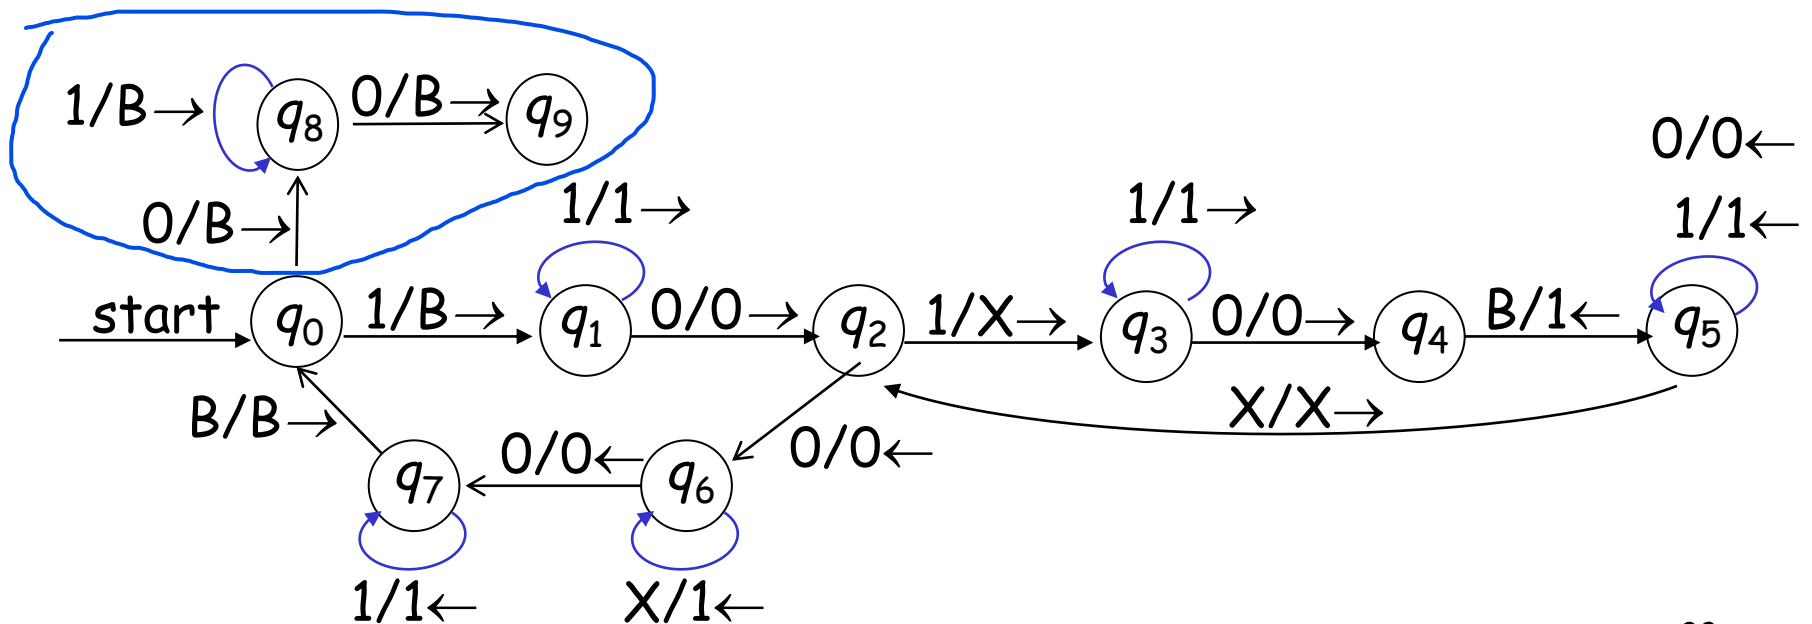 1/B→ q8 0/B→ q9
0/0←
0/B→ 1/1→ 1/1→ 1/1←
start q0 1/B→ q1 0/0→ q2 1/X→ q3 0/0→ q4 B/1← q5
B/B→ X/X→
q7 0/0← q6 0/0←
1/1← X/1←